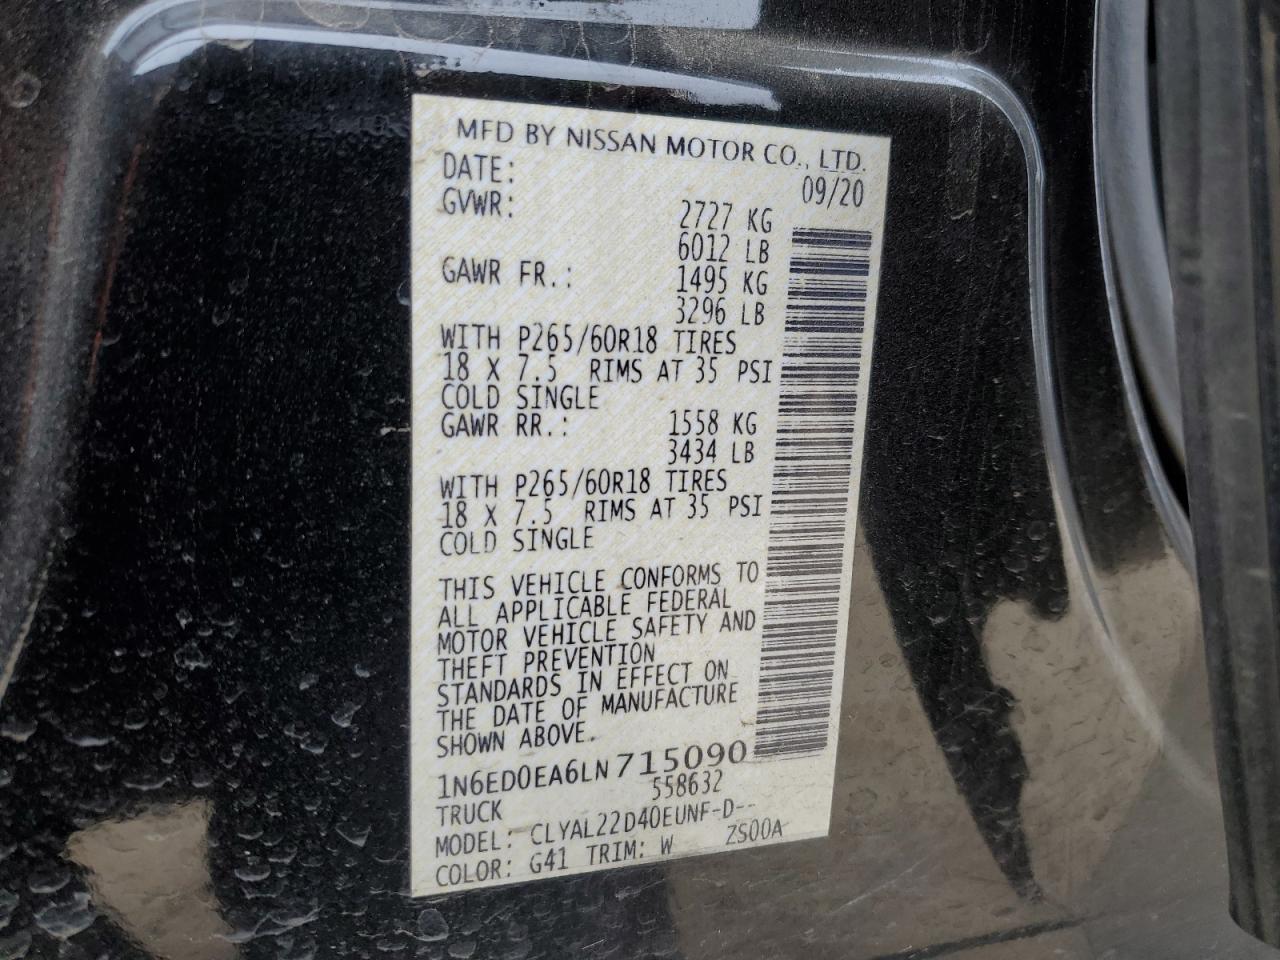 MFD BY NISSAN MOTOR CO., LTD.
DATE: 09/20
GVWR: 2727 KG
6012 LB
GAWR FR.: 1495 KG
3296 LB
WITH P265/60R18 TIRES
18 X 7.5 RIMS AT 35 PSI
COLD SINGLE
GAWR RR.: 1558 KG
3434 LB
WITH P265/60R18 TIRES
18 X 7.5 RIMS AT 35 PSI
COLD SINGLE
THIS VEHICLE CONFORMS TO
ALL APPLICABLE FEDERAL
MOTOR VEHICLE SAFETY AND
THEFT PREVENTION
STANDARDS IN EFFECT ON
THE DATE OF MANUFACTURE
SHOWN ABOVE.
1N6ED0EA6LN715090
TRUCK 558632
MODEL: CLYAL22D40EUNF-D--
COLOR: G41 TRIM: W ZS00A